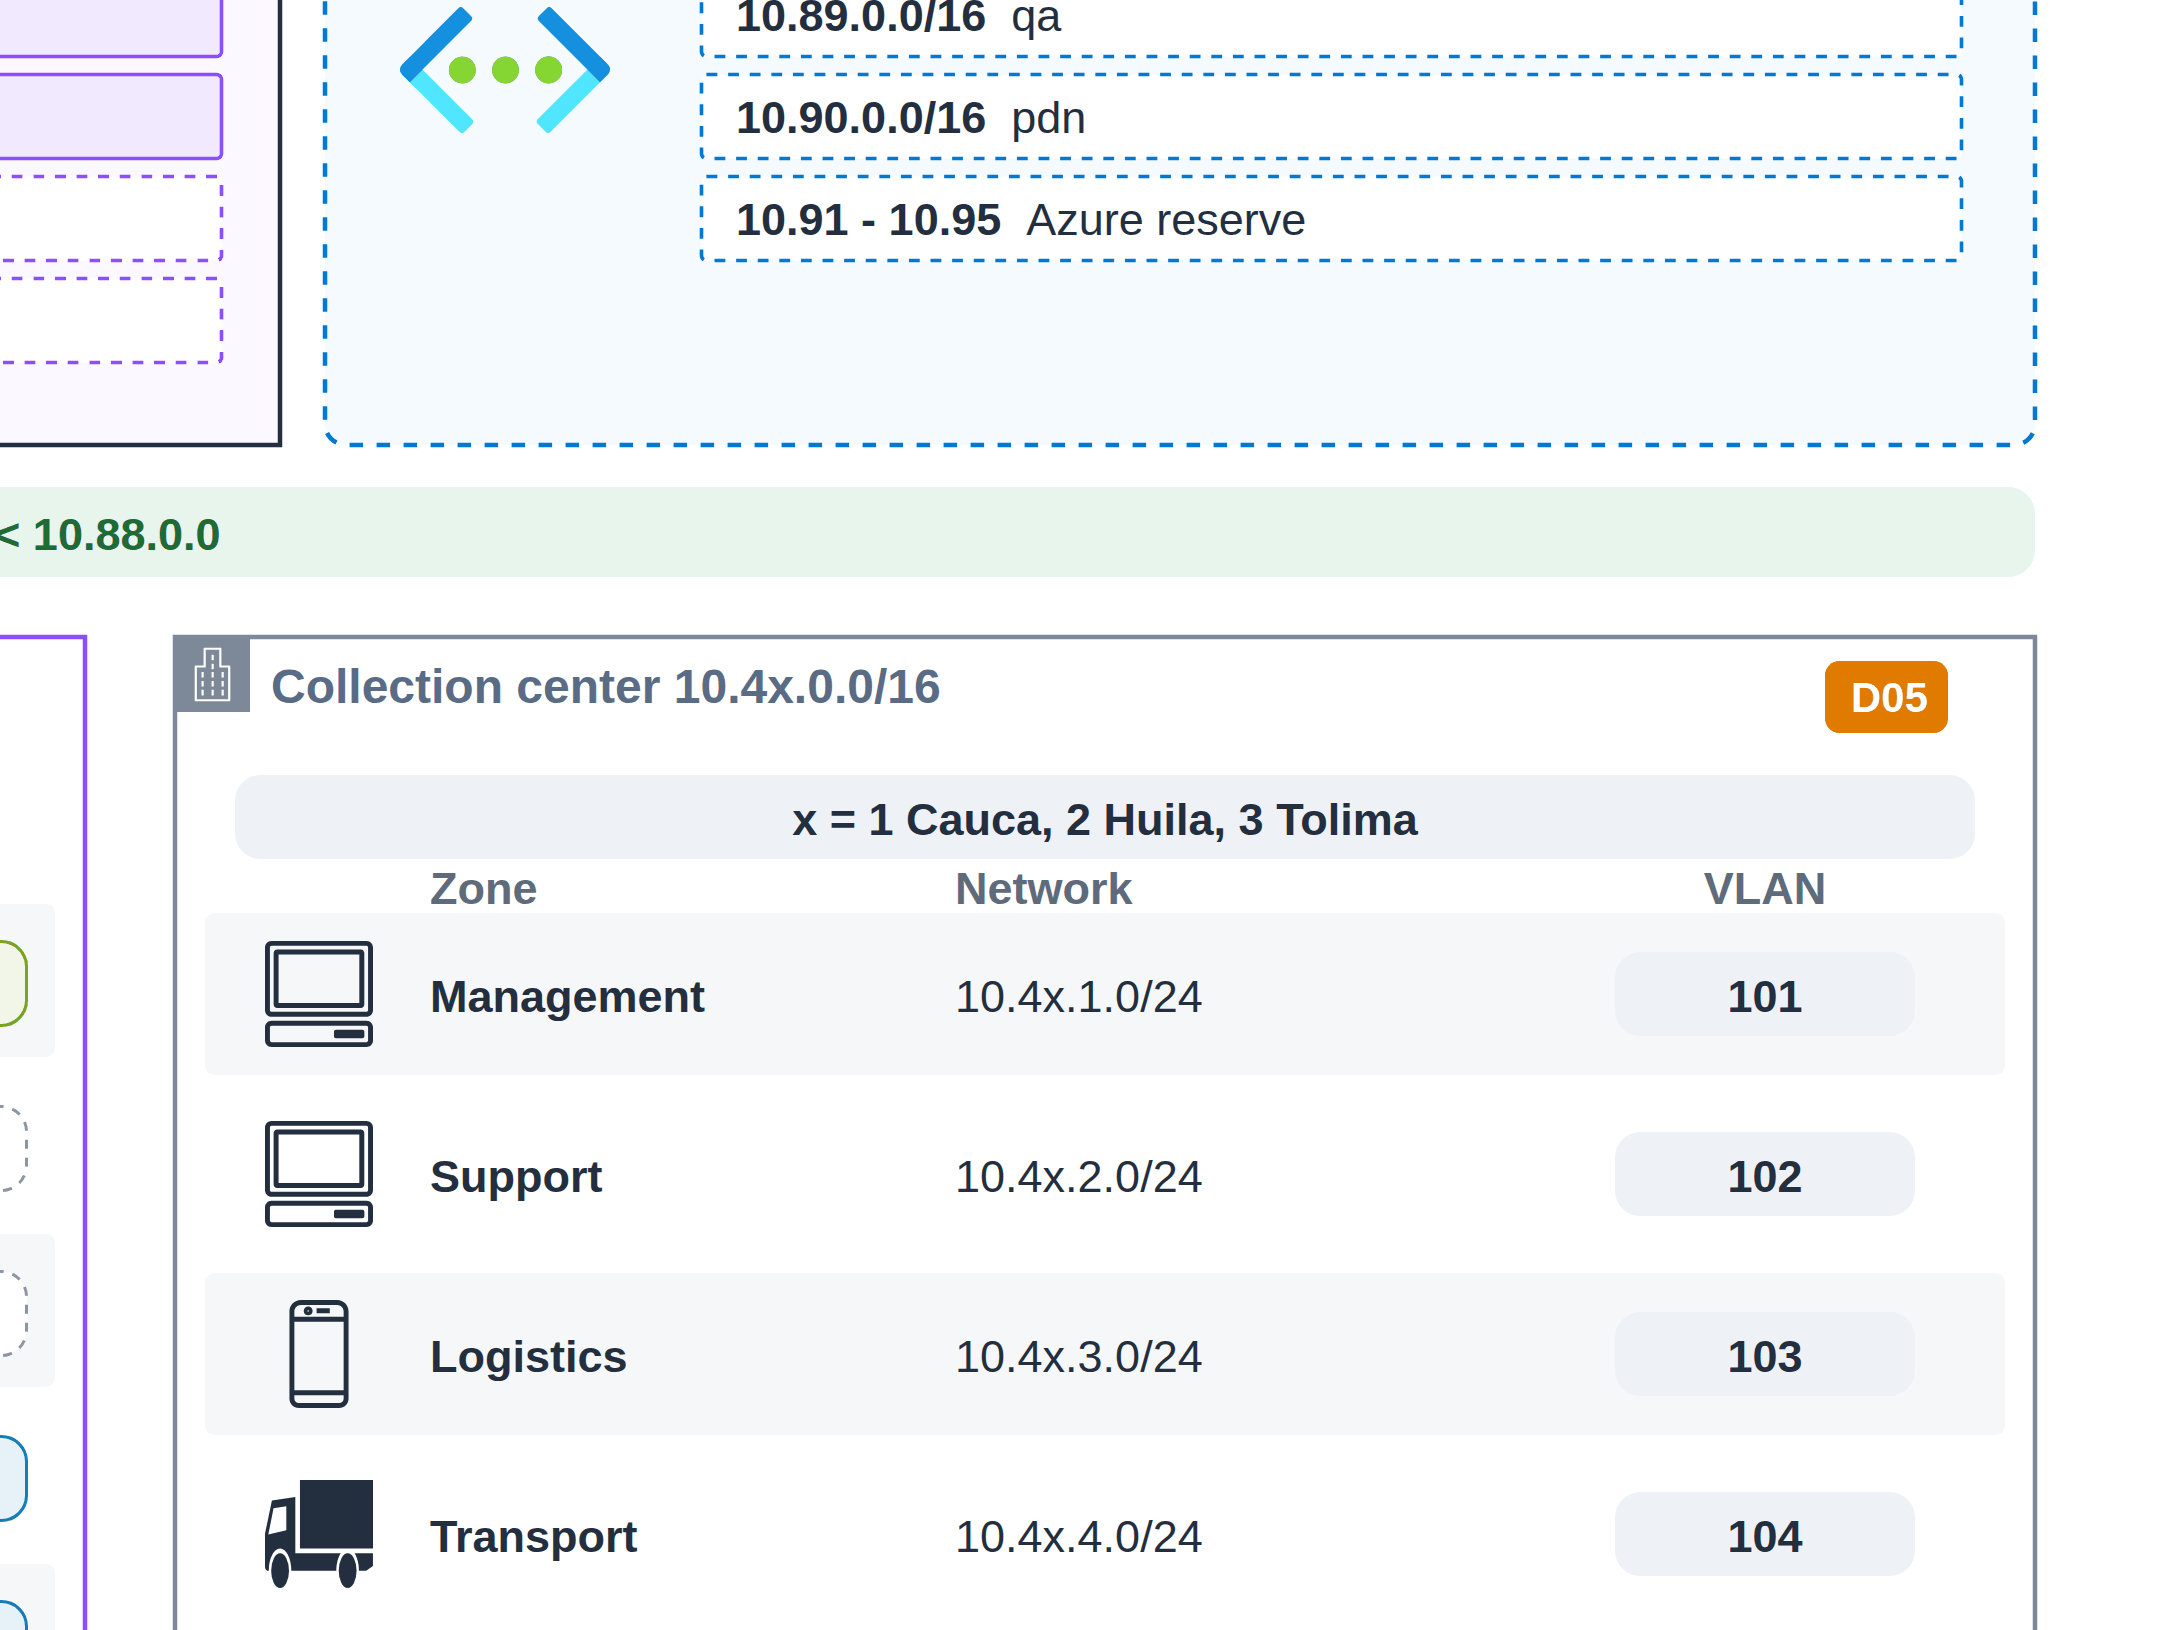 10.89.0.0/16 qa
10.90.0.0/16 pdn
10.91 - 10.95 Azure reserve
< 10.88.0.0
Collection center 10.4x.0.0/16
D05
x = 1 Cauca, 2 Huila, 3 Tolima
Zone Network VLAN
Management 10.4x.1.0/24 101
Support 10.4x.2.0/24 102
Logistics 10.4x.3.0/24 103
Transport 10.4x.4.0/24 104